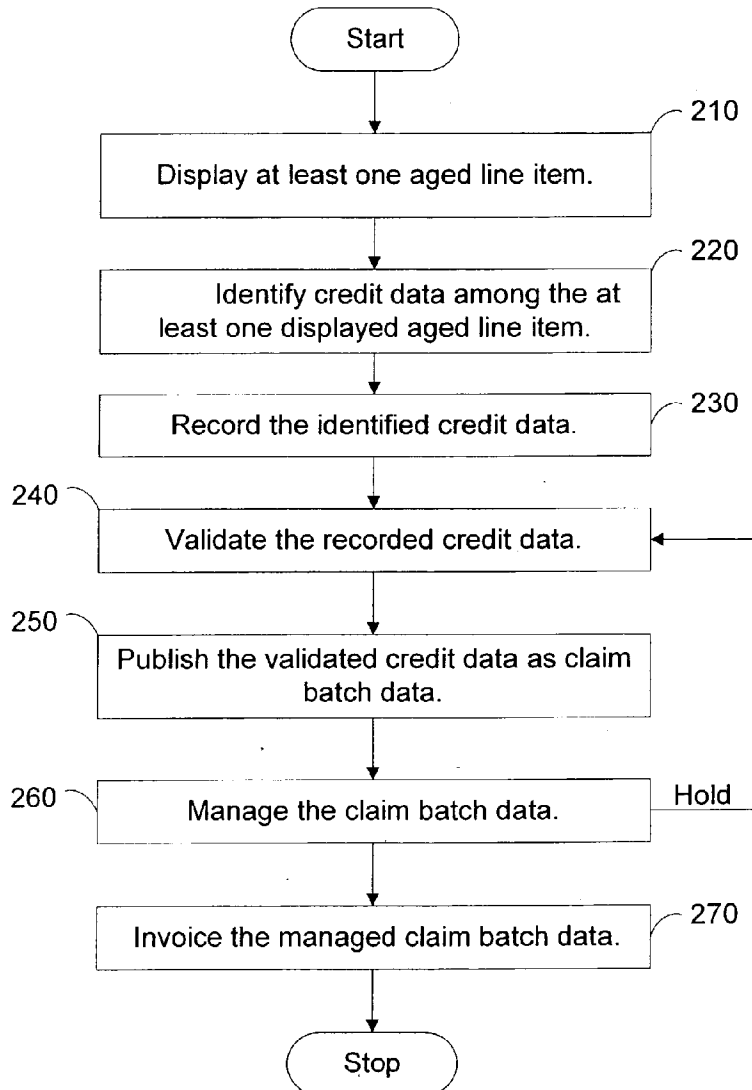 Start
210
Display at least one aged line item.
220
Identify credit data among the at
least one displayed aged line item.
230
Record the identified credit data.
240
Validate the recorded credit data.
250
Publish the validated credit data as claim
batch data.
260
Manage the claim batch data.
Hold
270
Invoice the managed claim batch data.
Stop